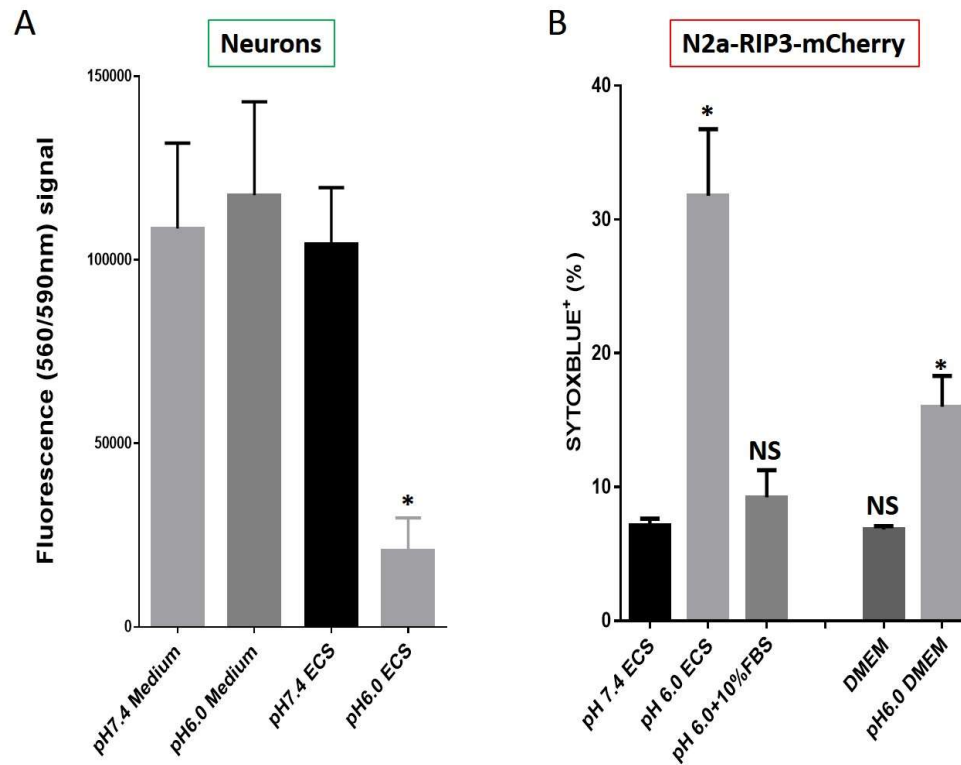 A
Neurons
Fluorescence (560/590nm) signal
150000
100000
50000
0
*
pH7.4 Medium
pH6.0 Medium
pH7.4 ECS
pH6.0 ECS
B
N2a-RIP3-mCherry
SYTOXBLUE+ (%)
40
30
20
10
0
*
NS
NS
*
pH 7.4 ECS
pH 6.0 ECS
pH 6.0+10%FBS
DMEM
pH6.0 DMEM